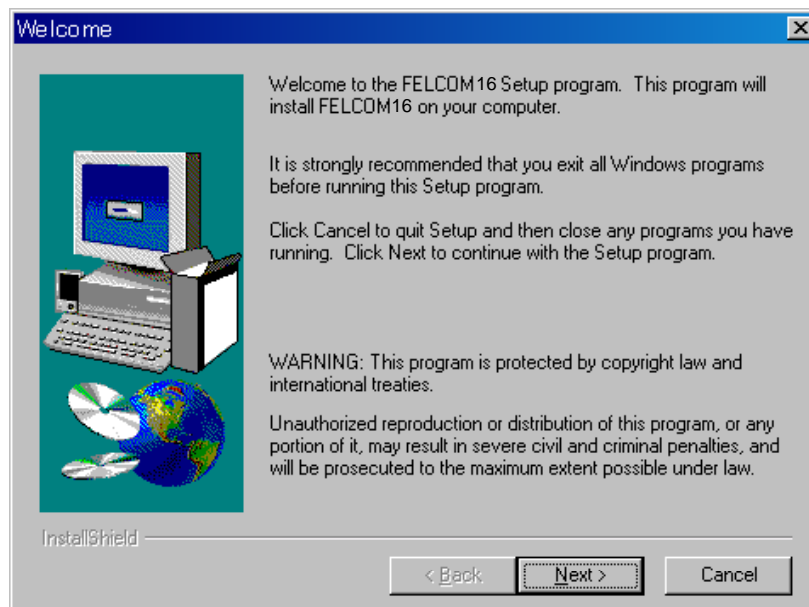 Welcome
Welcome to the FELCOM16 Setup program.  This program will
install FELCOM16 on your computer.
It is strongly recommended that you exit all Windows programs
before running this Setup program.
Click Cancel to quit Setup and then close any programs you have
running.  Click Next to continue with the Setup program.
WARNING: This program is protected by copyright law and
international treaties.
Unauthorized reproduction or distribution of this program, or any
portion of it, may result in severe civil and criminal penalties, and
will be prosecuted to the maximum extent possible under law.
InstallShield
< Back
Next >
Cancel